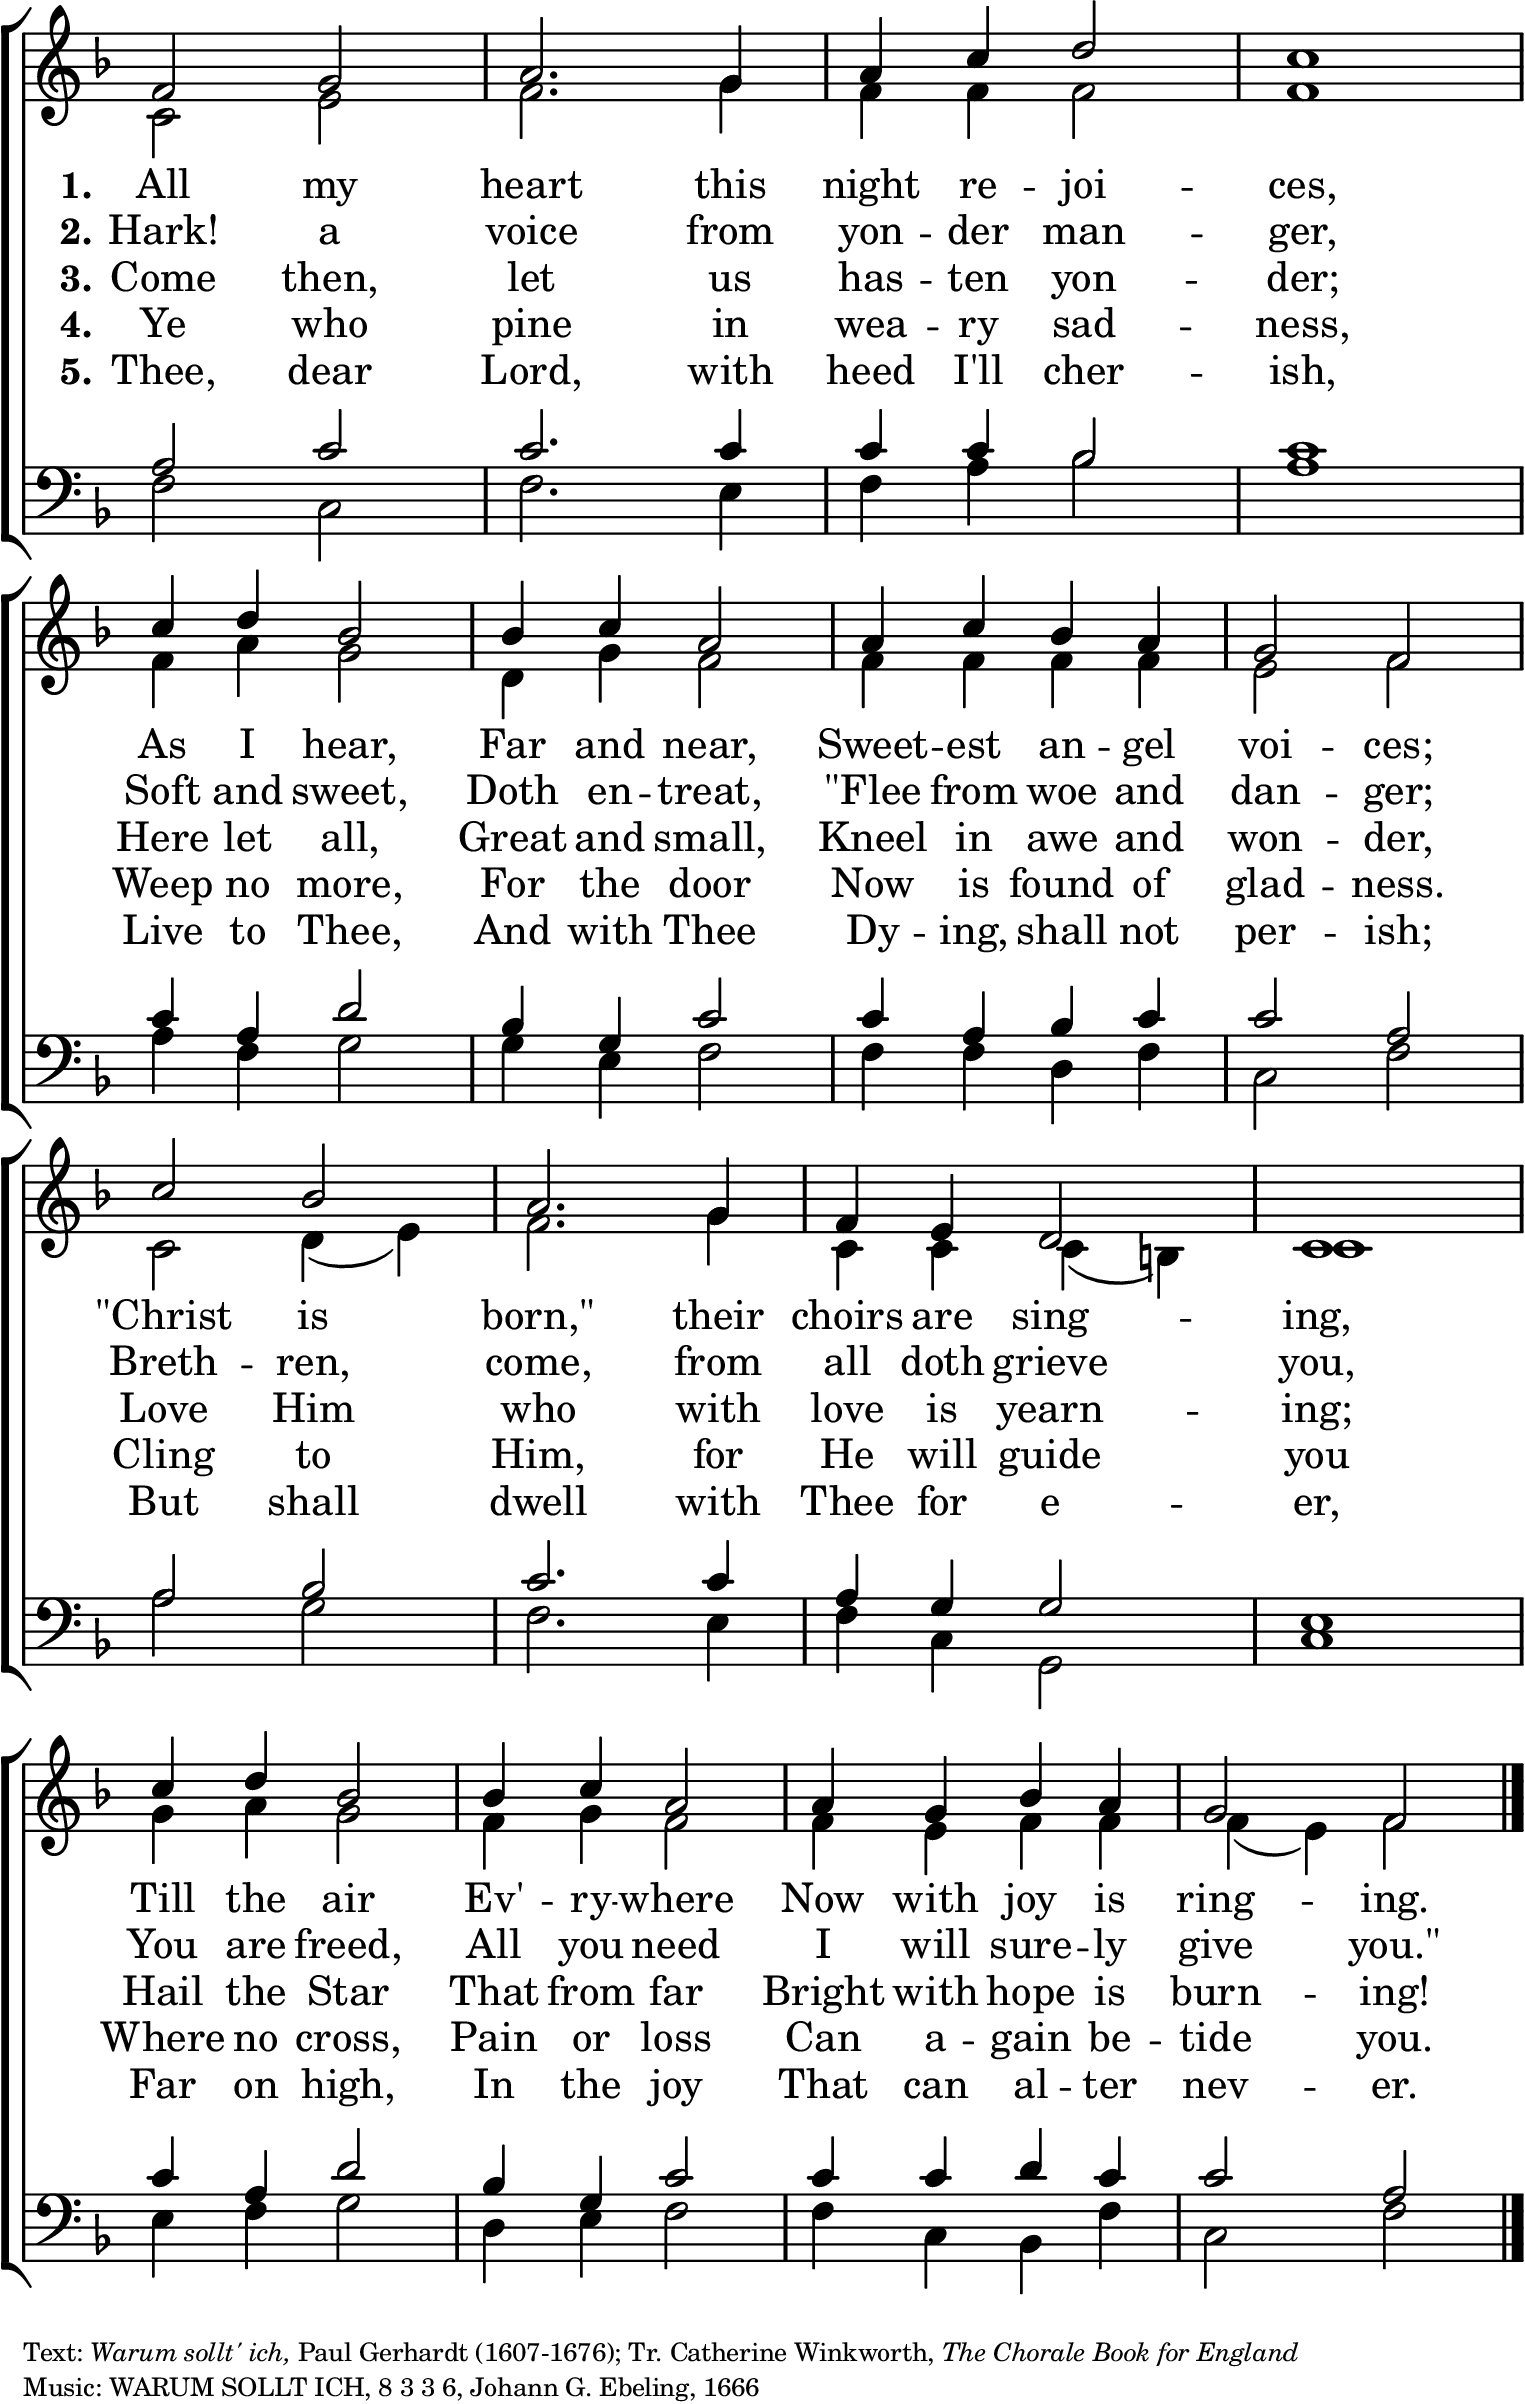 1. All my heart this night re - joi - ces,
2. Hark! a voice from yon - der man - ger,
3. Come then, let us has - ten yon - der;
4. Ye who pine in wea - ry sad - ness,
5. Thee, dear Lord, with heed I'll cher - ish,
As I hear, Far and near, Sweet - est an - gel voi - ces;
Soft and sweet, Doth en - treat, "Flee from woe and dan - ger;
Here let all, Great and small, Kneel in awe and won - der,
Weep no more, For the door Now is found of glad - ness.
Live to Thee, And with Thee Dy - ing, shall not per - ish;
"Christ is born," their choirs are sing - ing,
Breth - ren, come, from all doth grieve you,
Love Him who with love is yearn - ing;
Cling to Him, for He will guide you
But shall dwell with Thee for e - er,
Till the air Ev' - ry - where Now with joy is ring - ing.
You are freed, All you need I will sure - ly give you."
Hail the Star That from far Bright with hope is burn - ing!
Where no cross, Pain or loss Can a - gain be - tide you.
Far on high, In the joy That can al - ter nev - er.
Text: Warum sollt' ich, Paul Gerhardt (1607-1676); Tr. Catherine Winkworth, The Chorale Book for England
Music: WARUM SOLLT ICH, 8 3 3 6, Johann G. Ebeling, 1666